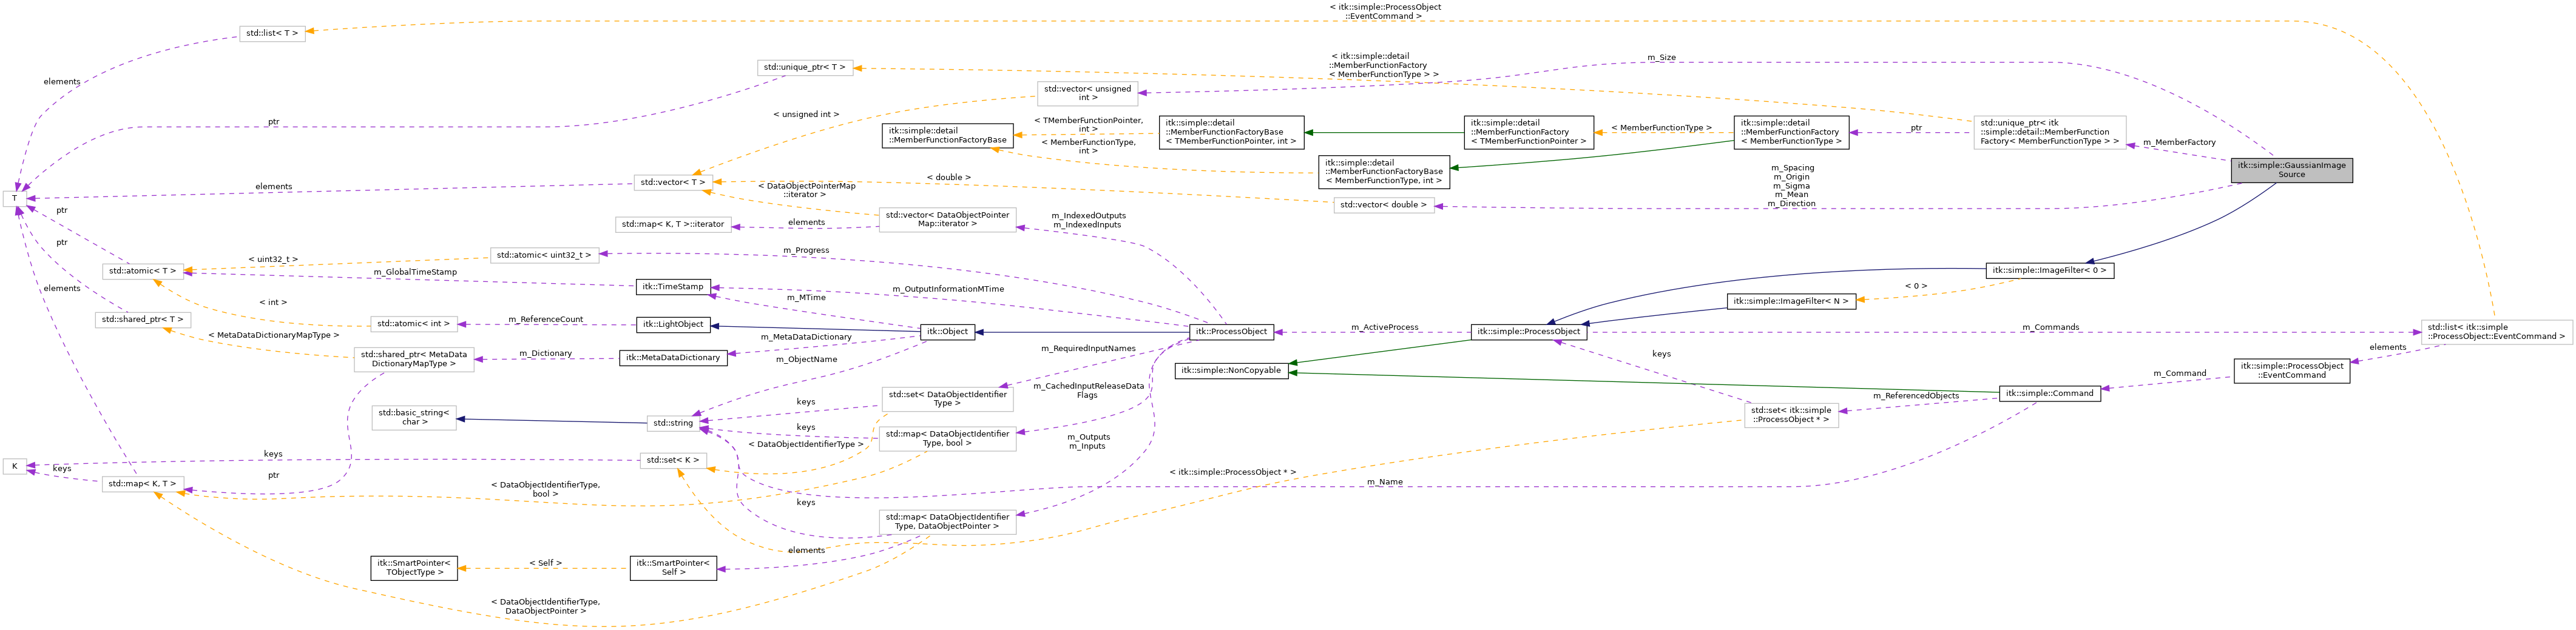 < itk::simple::ProcessObject
::EventCommand >
std::list< T >
elements
std::unique_ptr< T >
< itk::simple::detail
::MemberFunctionFactory
< MemberFunctionType > >
m_Size
std::vector< unsigned
int >
< unsigned int >
ptr
itk::simple::detail
::MemberFunctionFactoryBase
< TMemberFunctionPointer,
int >
itk::simple::detail
::MemberFunctionFactoryBase
< TMemberFunctionPointer, int >
itk::simple::detail
::MemberFunctionFactory
< TMemberFunctionPointer >
< MemberFunctionType >
itk::simple::detail
::MemberFunctionFactory
< MemberFunctionType >
ptr
std::unique_ptr< itk
::simple::detail::MemberFunction
Factory< MemberFunctionType > >
m_MemberFactory
itk::simple::GaussianImage
Source
< MemberFunctionType,
int >
itk::simple::detail
::MemberFunctionFactoryBase
< MemberFunctionType, int >
std::vector< T >
elements
< double >
m_Spacing
m_Origin
m_Sigma
m_Mean
m_Direction
std::vector< double >
T
ptr
< DataObjectPointerMap
::iterator >
std::vector< DataObjectPointer
Map::iterator >
m_IndexedOutputs
m_IndexedInputs
std::map< K, T >::iterator
elements
ptr
std::atomic< T >
< uint32_t >
std::atomic< uint32_t >
m_Progress
m_GlobalTimeStamp
itk::TimeStamp
m_OutputInformationMTime
m_MTime
itk::simple::ImageFilter< 0 >
< 0 >
itk::simple::ImageFilter< N >
elements
< int >
std::shared_ptr< T >
std::atomic< int >
m_ReferenceCount
itk::LightObject
itk::Object
itk::ProcessObject
m_ActiveProcess
itk::simple::ProcessObject
m_Commands
std::list< itk::simple
::ProcessObject::EventCommand >
< MetaDataDictionaryMapType >
std::shared_ptr< MetaData
DictionaryMapType >
m_Dictionary
itk::MetaDataDictionary
m_MetaDataDictionary
m_ObjectName
m_RequiredInputNames
itk::simple::NonCopyable
keys
elements
itk::simple::ProcessObject
::EventCommand
m_Command
itk::simple::Command
m_ReferencedObjects
std::set< itk::simple
::ProcessObject * >
m_CachedInputReleaseData
Flags
std::set< DataObjectIdentifier
Type >
keys
std::basic_string<
char >
std::string
keys
std::map< DataObjectIdentifier
Type, bool >
m_Outputs
m_Inputs
< DataObjectIdentifierType >
K
keys
keys
std::set< K >
< itk::simple::ProcessObject * >
m_Name
std::map< K, T >
ptr
< DataObjectIdentifierType,
bool >
keys
std::map< DataObjectIdentifier
Type, DataObjectPointer >
elements
itk::SmartPointer<
TObjectType >
< Self >
itk::SmartPointer<
Self >
< DataObjectIdentifierType,
DataObjectPointer >